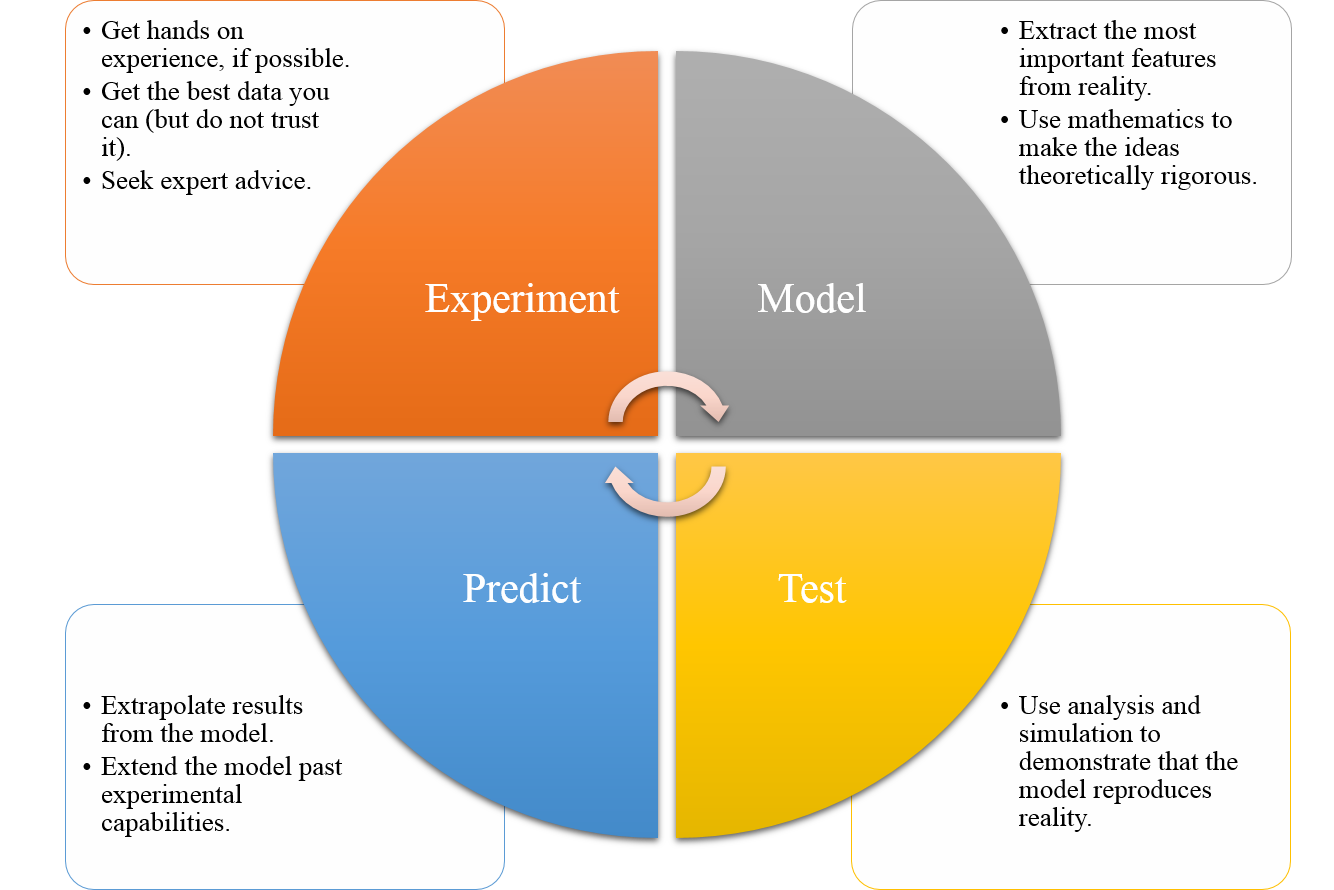 • Get hands on
experience, if possible.
• Get the best data you
can (but do not trust
it).
• Seek expert advice.
• Extract the most
important features
from reality.
• Use mathematics to
make the ideas
theoretically rigorous.
Experiment
Model
Predict
Test
• Extrapolate results
from the model.
• Extend the model past
experimental
capabilities.
• Use analysis and
simulation to
demonstrate that the
model reproduces
reality.